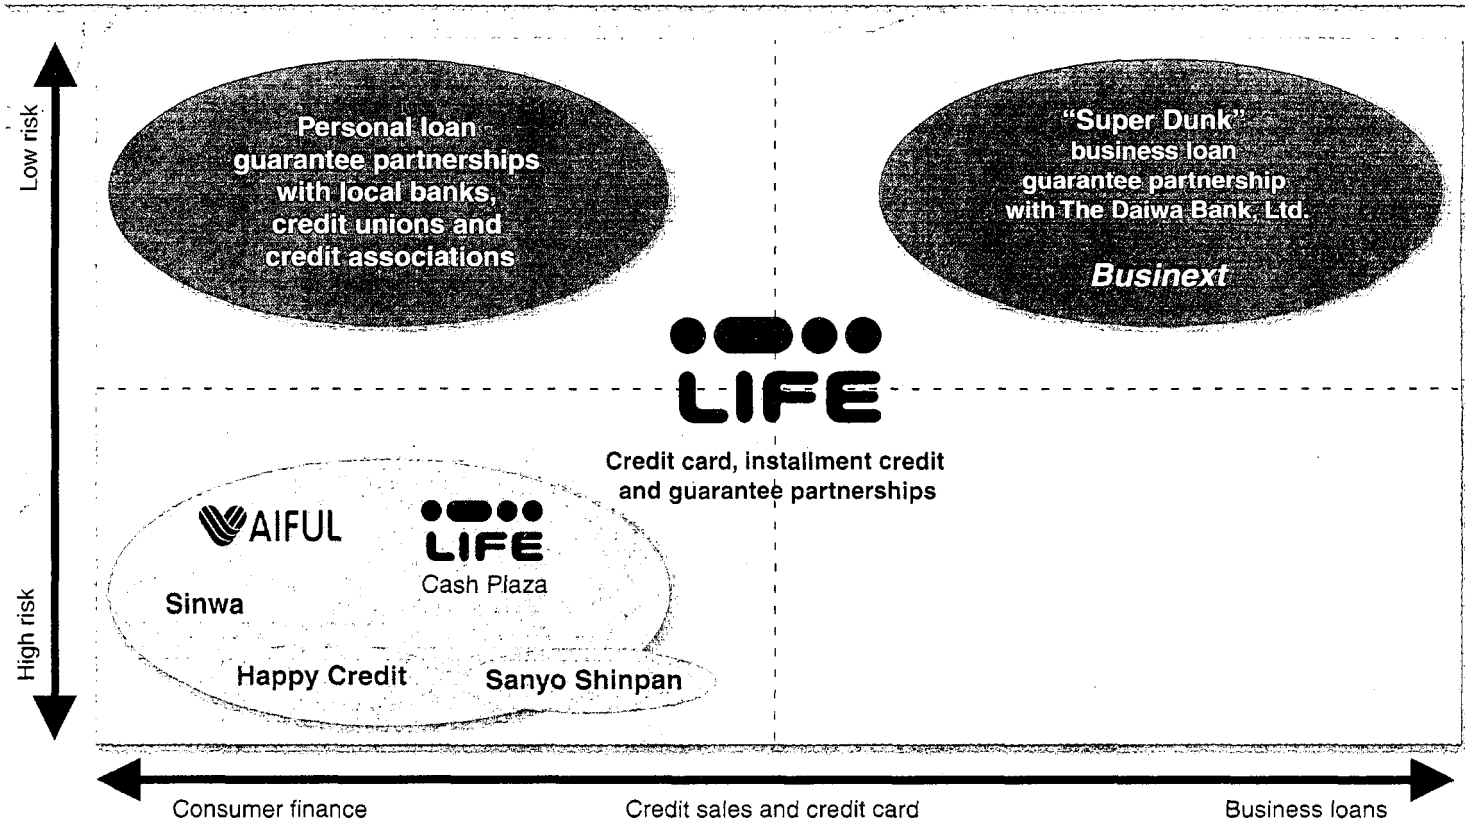 Low risk
High risk
Personal loan
guarantee partnerships
with local banks,
credit unions and
credit associations
“Super Dunk”
business loan
guarantee partnership
with The Daiwa Bank, Ltd.
Businext
LIFE
Credit card, installment credit
and guarantee partnerships
AIFUL
LIFE
Cash Plaza
Sinwa
Happy Credit
Sanyo Shinpan
Consumer finance
Credit sales and credit card
Business loans